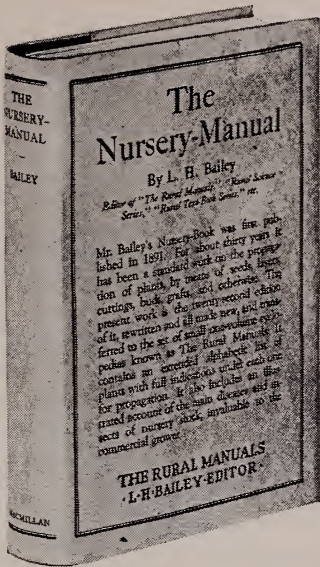 THE
NURSERY-
MANUAL
BAILEY
MACMILLAN
The
Nursery-Manual
By L. H. Bailey
Editor of "The Rural Manuals," "Rural Science
Series," "Rural Text-Book Series," etc.
Mr. Bailey's Nursery-Book was first pub-
lished in 1891. For about thirty years it
has been a standard work on the propaga-
tion of plants, by means of seeds, layers,
cuttings, buds, grafts, and otherwise. The
present work is the twenty-second edition
of it, rewritten and all made new, and trans-
ferred to the set of small one-volume cyclo-
pedias known as The Rural Manuals. It
contains an extended alphabetic list of
plants with full indications under each one
for propagation. It also includes an illus-
trated account of the main diseases and in-
sects of nursery stock, invaluable to the
commercial grower.
THE RURAL MANUALS
·L·H·BAILEY·EDITOR·